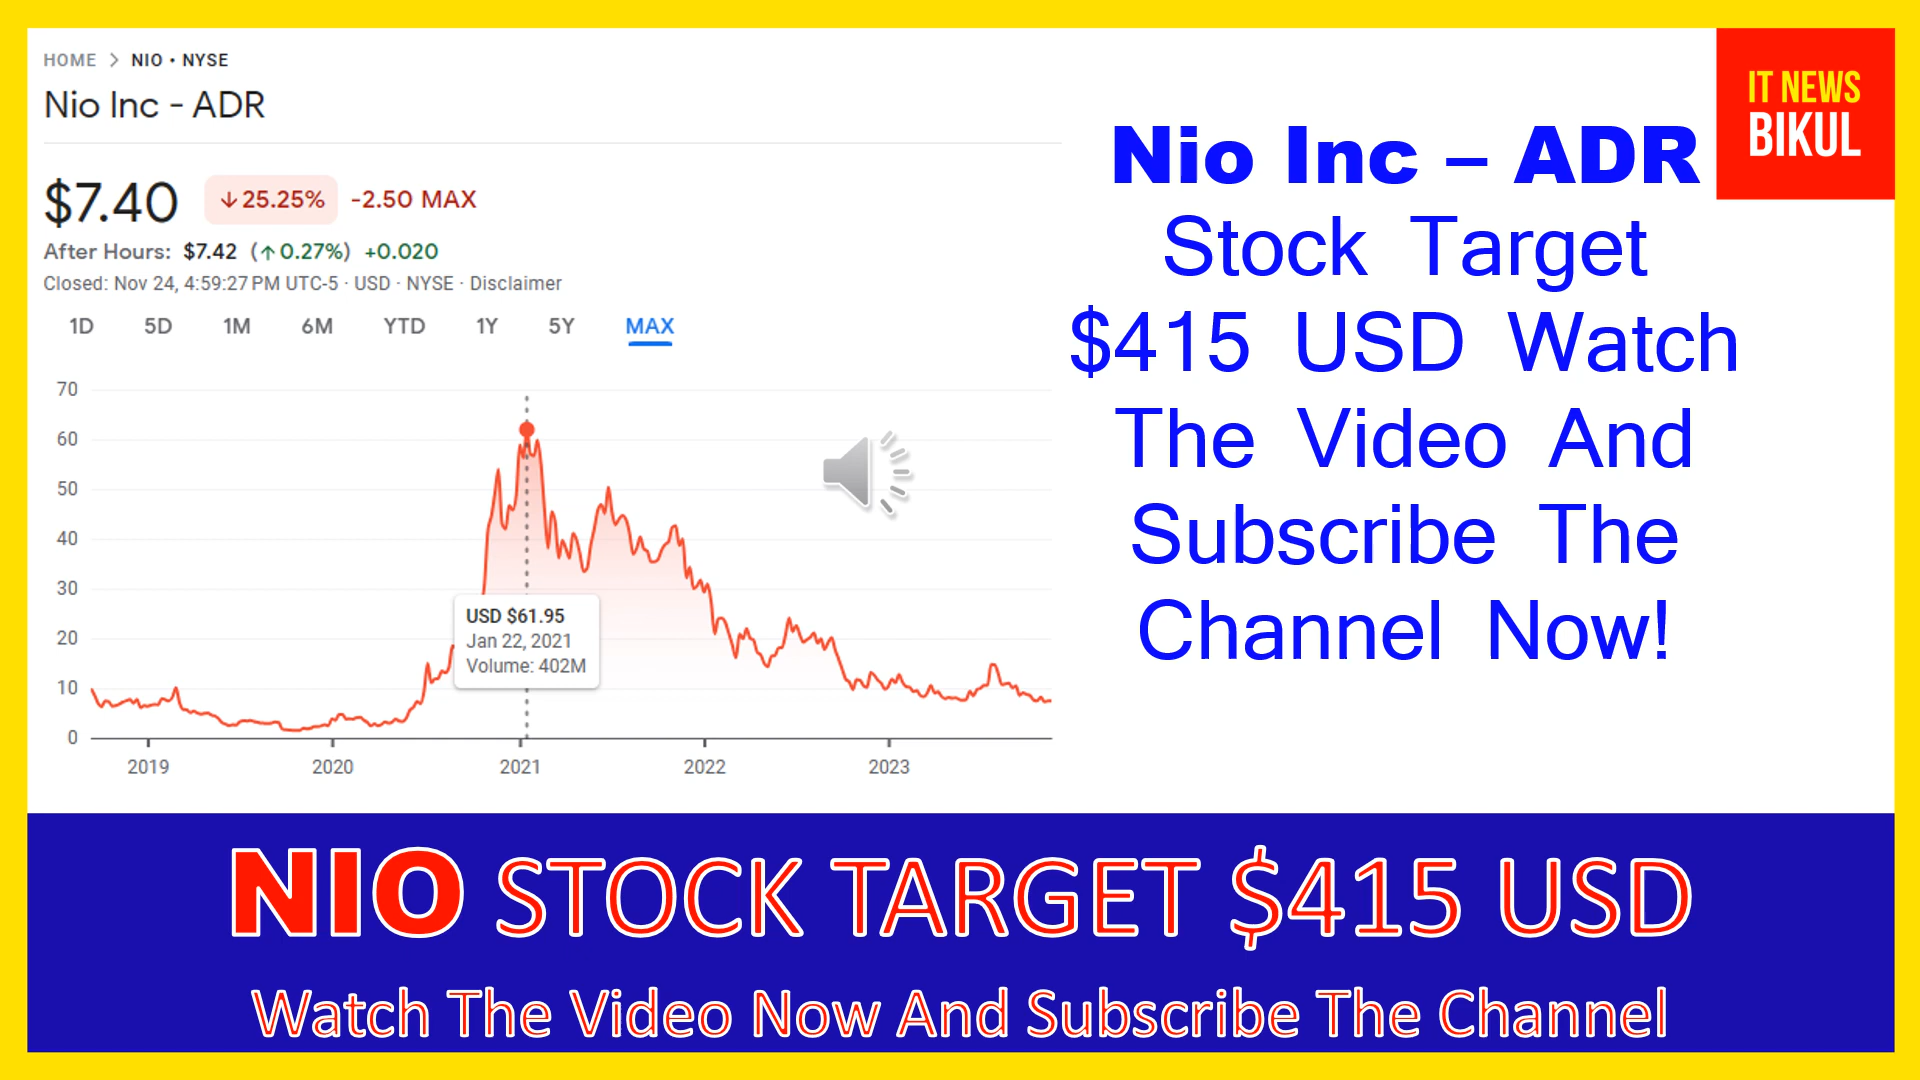 HOME > NIO • NYSE
Nio Inc - ADR
$7.40 ↓25.25% -2.50 MAX
After Hours: $7.42 (↑0.27%) +0.020
Closed: Nov 24, 4:59:27 PM UTC-5 · USD · NYSE · Disclaimer
1D 5D 1M 6M YTD 1Y 5Y MAX
70
60
50
40
30
20
10
0
USD $61.95
Jan 22, 2021
Volume: 402M
2019 2020 2021 2022 2023
IT NEWS
BIKUL
Nio Inc – ADR
Stock Target
$415 USD Watch
The Video And
Subscribe The
Channel Now!
NIO STOCK TARGET $415 USD
Watch The Video Now And Subscribe The Channel